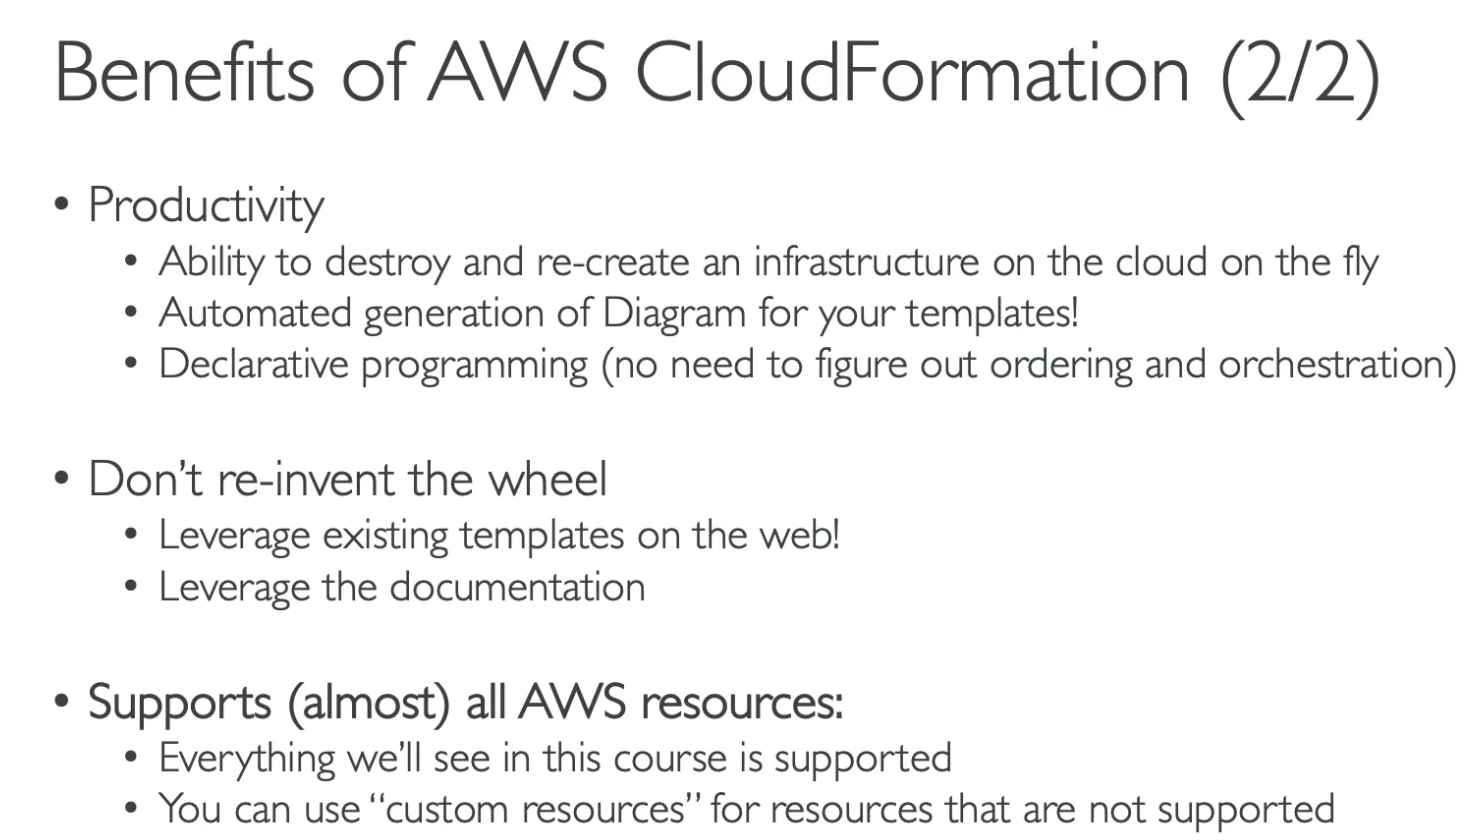 Benefits of AWS CloudFormation (2/2)
• Productivity
• Ability to destroy and re-create an infrastructure on the cloud on the fly
• Automated generation of Diagram for your templates!
• Declarative programming (no need to figure out ordering and orchestration)
• Don’t re-invent the wheel
• Leverage existing templates on the web!
• Leverage the documentation
• Supports (almost) all AWS resources:
• Everything we’ll see in this course is supported
• You can use “custom resources” for resources that are not supported